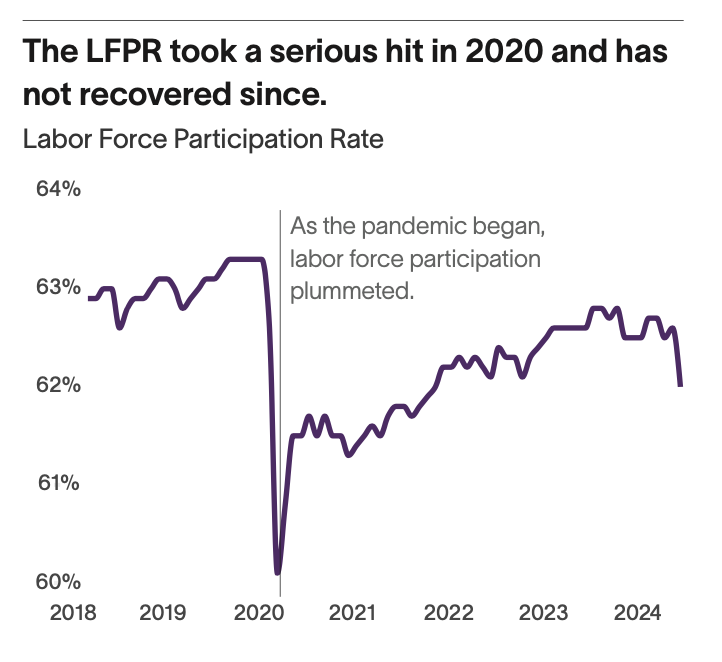 The LFPR took a serious hit in 2020 and has
not recovered since.
Labor Force Participation Rate
64%
As the pandemic began,
labor force participation
plummeted.
63%
62%
61%
60%
2018 2019 2020 2021 2022 2023 2024